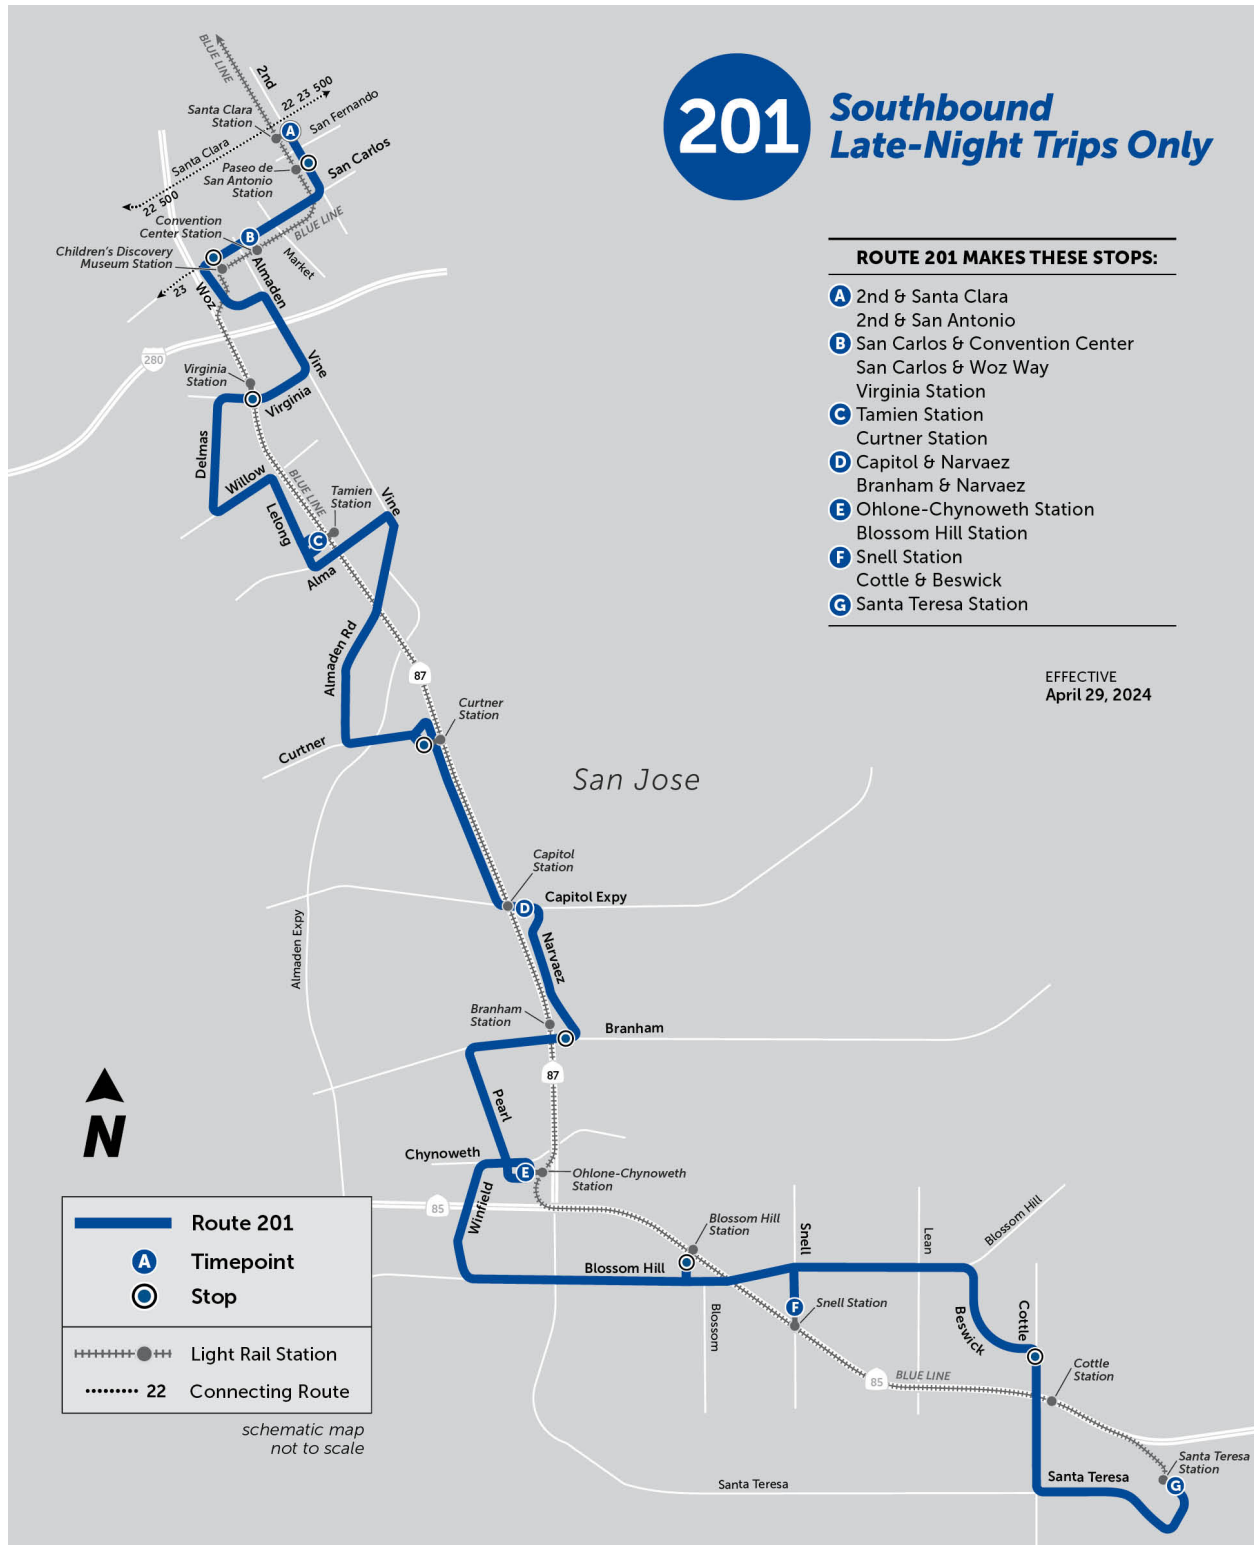 201
Southbound
Late-Night Trips Only
ROUTE 201 MAKES THESE STOPS:
A 2nd & Santa Clara
2nd & San Antonio
B San Carlos & Convention Center
San Carlos & Woz Way
Virginia Station
C Tamien Station
Curtner Station
D Capitol & Narvaez
Branham & Narvaez
E Ohlone-Chynoweth Station
Blossom Hill Station
F Snell Station
Cottle & Beswick
G Santa Teresa Station
EFFECTIVE
April 29, 2024
BLUE LINE
2nd
22 23 500
Santa Clara
Station
A
San Fernando
Santa Clara
San Carlos
Paseo de
San Antonio
Station
22 500
Convention
Center Station
B
BLUE LINE
Children's Discovery
Museum Station
Market
Almaden
23
Woz
280
Vine
Virginia
Station
Virginia
Delmas
Willow
BLUE LINE
Tamien
Station
Vine
Lelong
C
Alma
Almaden Rd
87
Curtner
Station
Curtner
San Jose
Capitol
Station
Capitol Expy
D
Almaden Expy
Narvaez
Branham
Station
Branham
87
Pearl
N
Chynoweth
E
Ohlone-Chynoweth
Station
Winfield
85
Blossom Hill
Station
Snell
Lean
Blossom Hill
Blossom Hill
F
Snell Station
Blossom
Beswick
Cottle
85
BLUE LINE
Cottle
Station
Santa Teresa
Station
G
Santa Teresa
Santa Teresa
Route 201
A Timepoint
Stop
Light Rail Station
22 Connecting Route
schematic map
not to scale